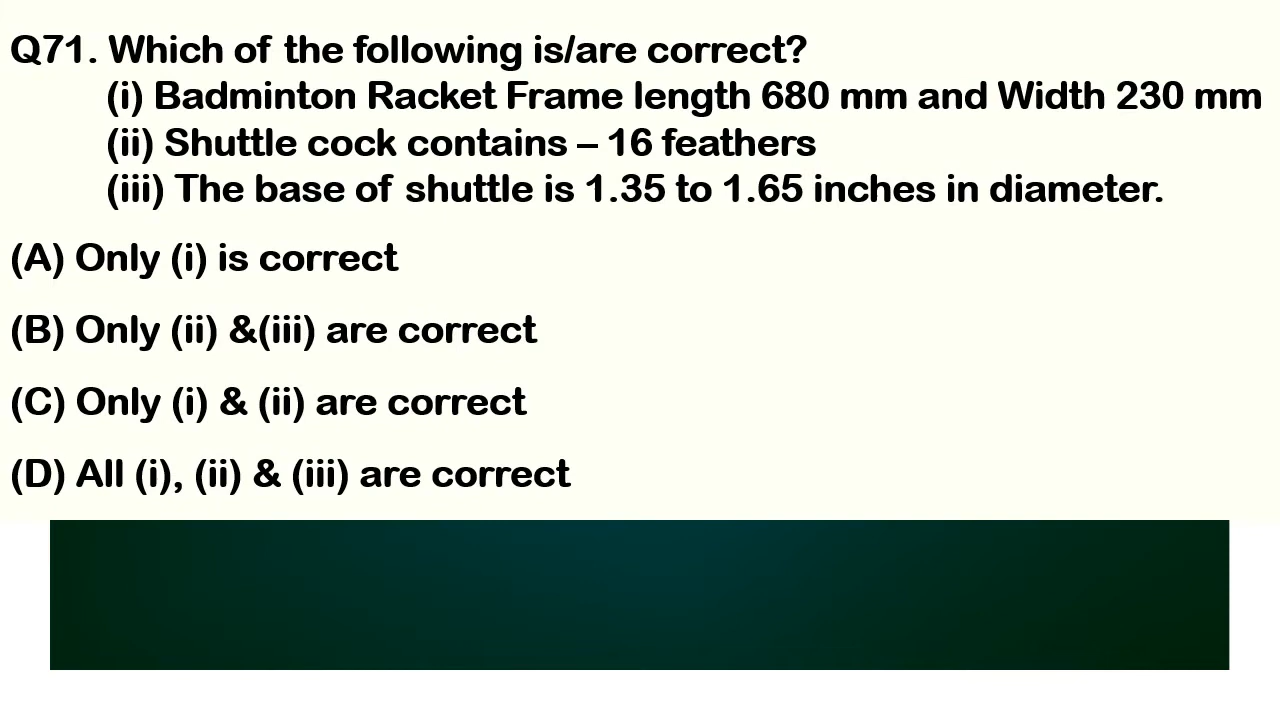 Q71. Which of the following is/are correct?
(i) Badminton Racket Frame length 680 mm and Width 230 mm
(ii) Shuttle cock contains – 16 feathers
(iii) The base of shuttle is 1.35 to 1.65 inches in diameter.
(A) Only (i) is correct
(B) Only (ii) &(iii) are correct
(C) Only (i) & (ii) are correct
(D) All (i), (ii) & (iii) are correct